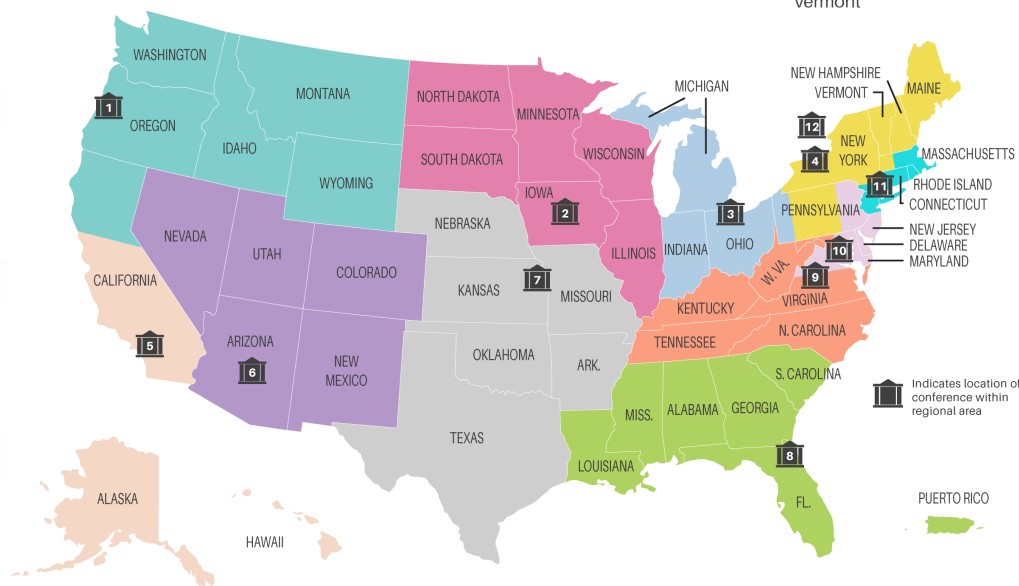 vermont
WASHINGTON
1
OREGON
IDAHO
MONTANA
WYOMING
NORTH DAKOTA
SOUTH DAKOTA
MINNESOTA
WISCONSIN
MICHIGAN
IOWA
2
ILLINOIS
INDIANA
3
OHIO
NEW HAMPSHIRE
VERMONT
MAINE
12
4
NEW
YORK
MASSACHUSETTS
11
RHODE ISLAND
CONNECTICUT
PENNSYLVANIA
NEW JERSEY
DELAWARE
MARYLAND
10
9
NEVADA
UTAH
COLORADO
NEBRASKA
KANSAS
7
MISSOURI
CALIFORNIA
5
ARIZONA
6
NEW
MEXICO
OKLAHOMA
ARK.
TEXAS
W. VA.
VIRGINIA
KENTUCKY
TENNESSEE
N. CAROLINA
S. CAROLINA
MISS.
ALABAMA
GEORGIA
LOUISIANA
8
FL.
Indicates location of
conference within
regional area
ALASKA
HAWAII
PUERTO RICO